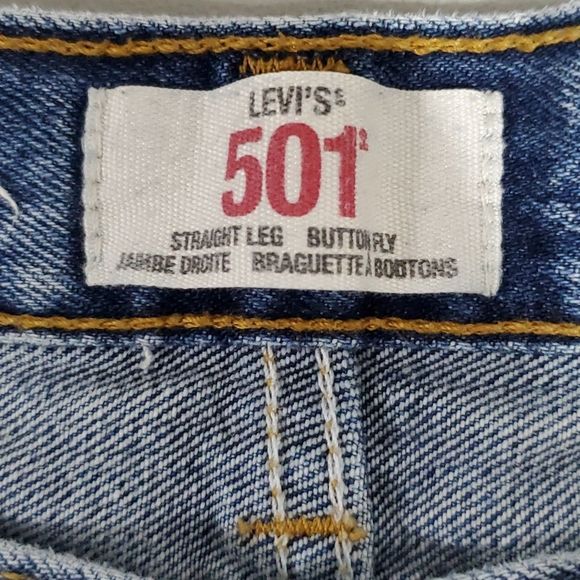 LEVI'S®
501®
STRAIGHT LEG BUTTON FLY
JAMBE DROITE BRAGUETTE À BOUTONS